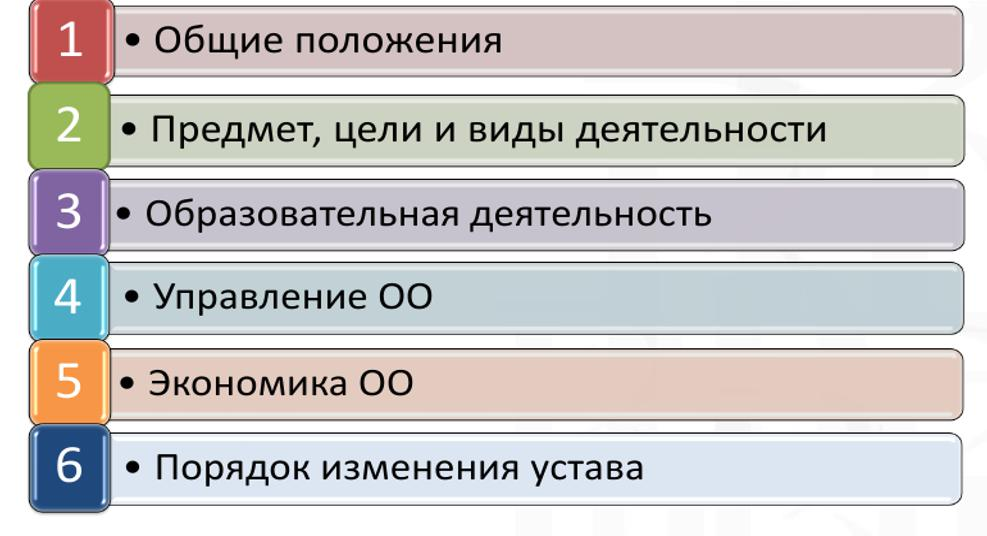 1 • Общие положения
2 • Предмет, цели и виды деятельности
3 • Образовательная деятельность
4 • Управление ОО
5 • Экономика ОО
6 • Порядок изменения устава